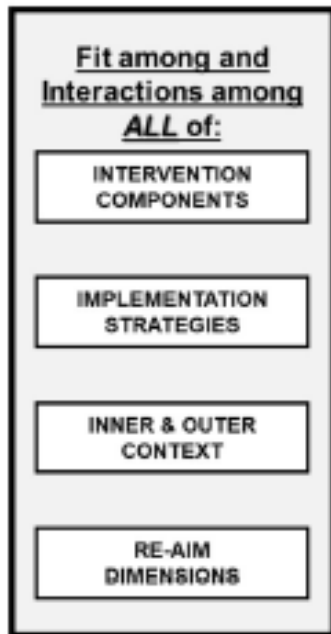 Fit among and
Interactions among
ALL of:
INTERVENTION
COMPONENTS
IMPLEMENTATION
STRATEGIES
INNER & OUTER
CONTEXT
RE-AIM
DIMENSIONS